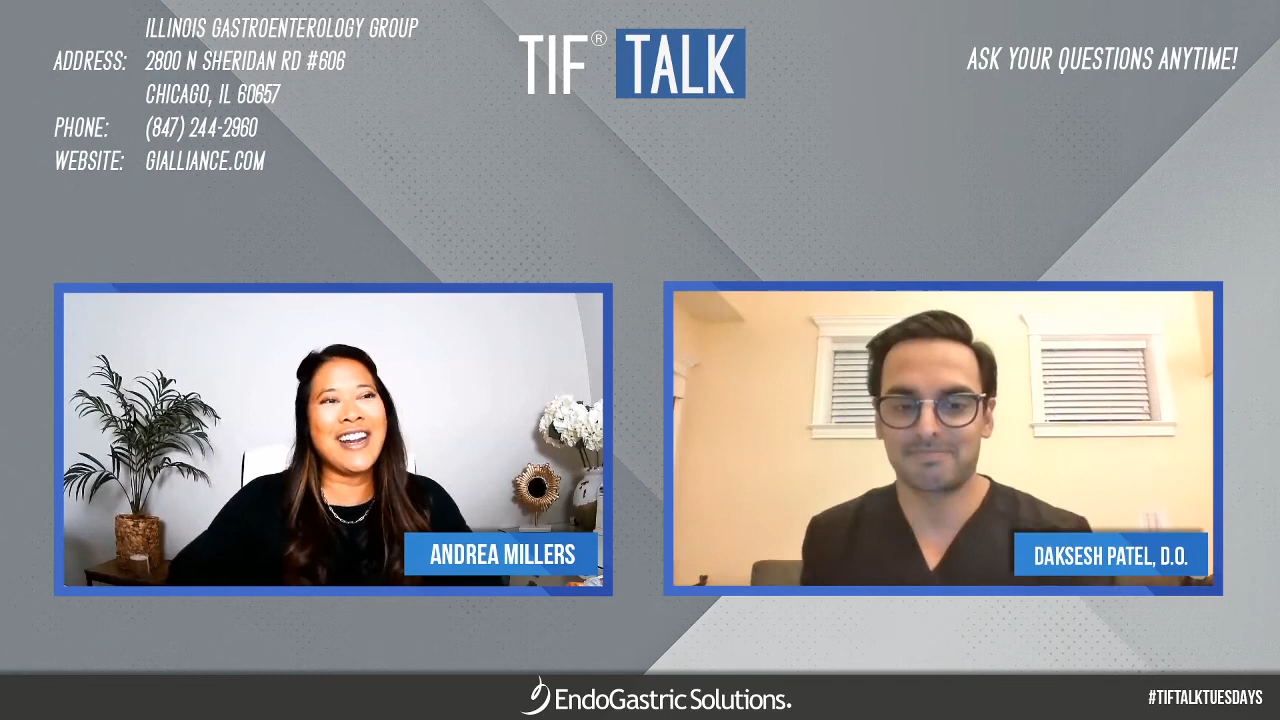 ILLINOIS GASTROENTEROLOGY GROUP
ADDRESS: 2800 N SHERIDAN RD #606
CHICAGO, IL 60657
PHONE: (847) 244-2960
WEBSITE: GIALLIANCE.COM
TIF® TALK
ASK YOUR QUESTIONS ANYTIME!
ANDREA MILLERS
DAKSESH PATEL, D.O.
EndoGastric Solutions.
#TIFTALKTUESDAYS